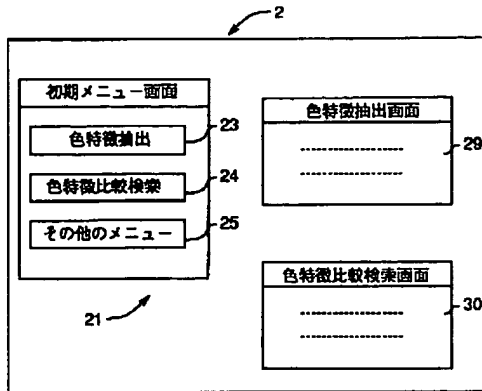 2
初期メニュー画面
色特徴抽出
23
色特徴比較検索
24
その他のメニュー
25
21
色特徴抽出画面
29
色特徴比較検索画面
30